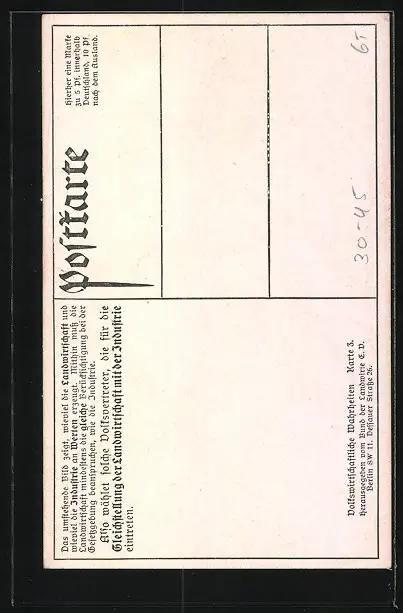 Das umstehende Bild zeigt, wieviel die Landwirtschaft und
wieviel die Industrie an Werten erzeugt. Mithin muß die
Landwirtschaft mindestens die gleiche Berücksichtigung bei der
Gesetzgebung beanspruchen, wie die Industrie.
Also wählet solche Volksvertreter, die für die
Gleichstellung der Landwirtschaft mit der Industrie
eintreten.
Volkswirtschaftliche Wahrheiten Karte 3.
Herausgegeben vom Bund der Landwirte E. V.
Berlin SW 11. Dessauer Straße 26.
Postkarte
Hierher eine Marke
zu 5 Pf. innerhalb
Deutschland, 10 Pf.
nach dem Ausland.
30-45